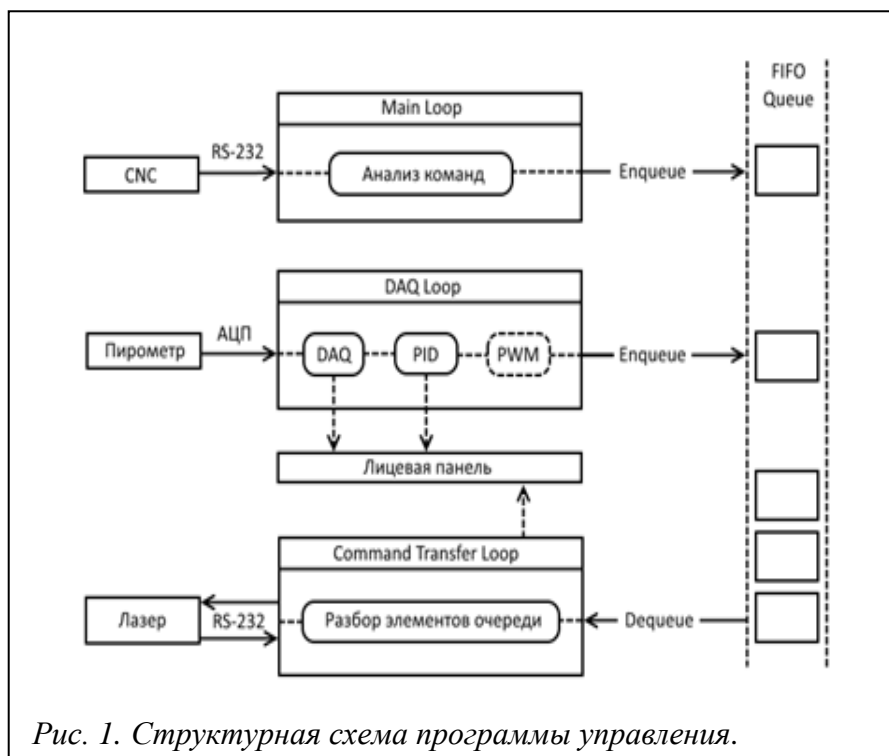 FIFO
Queue
Main Loop
RS-232
CNC
Анализ команд
Enqueue
DAQ Loop
АЦП
Пирометр
DAQ
PID
PWM
Enqueue
Лицевая панель
Command Transfer Loop
Лазер
RS-232
Разбор элементов очереди
Dequeue
Рис. 1. Структурная схема программы управления.